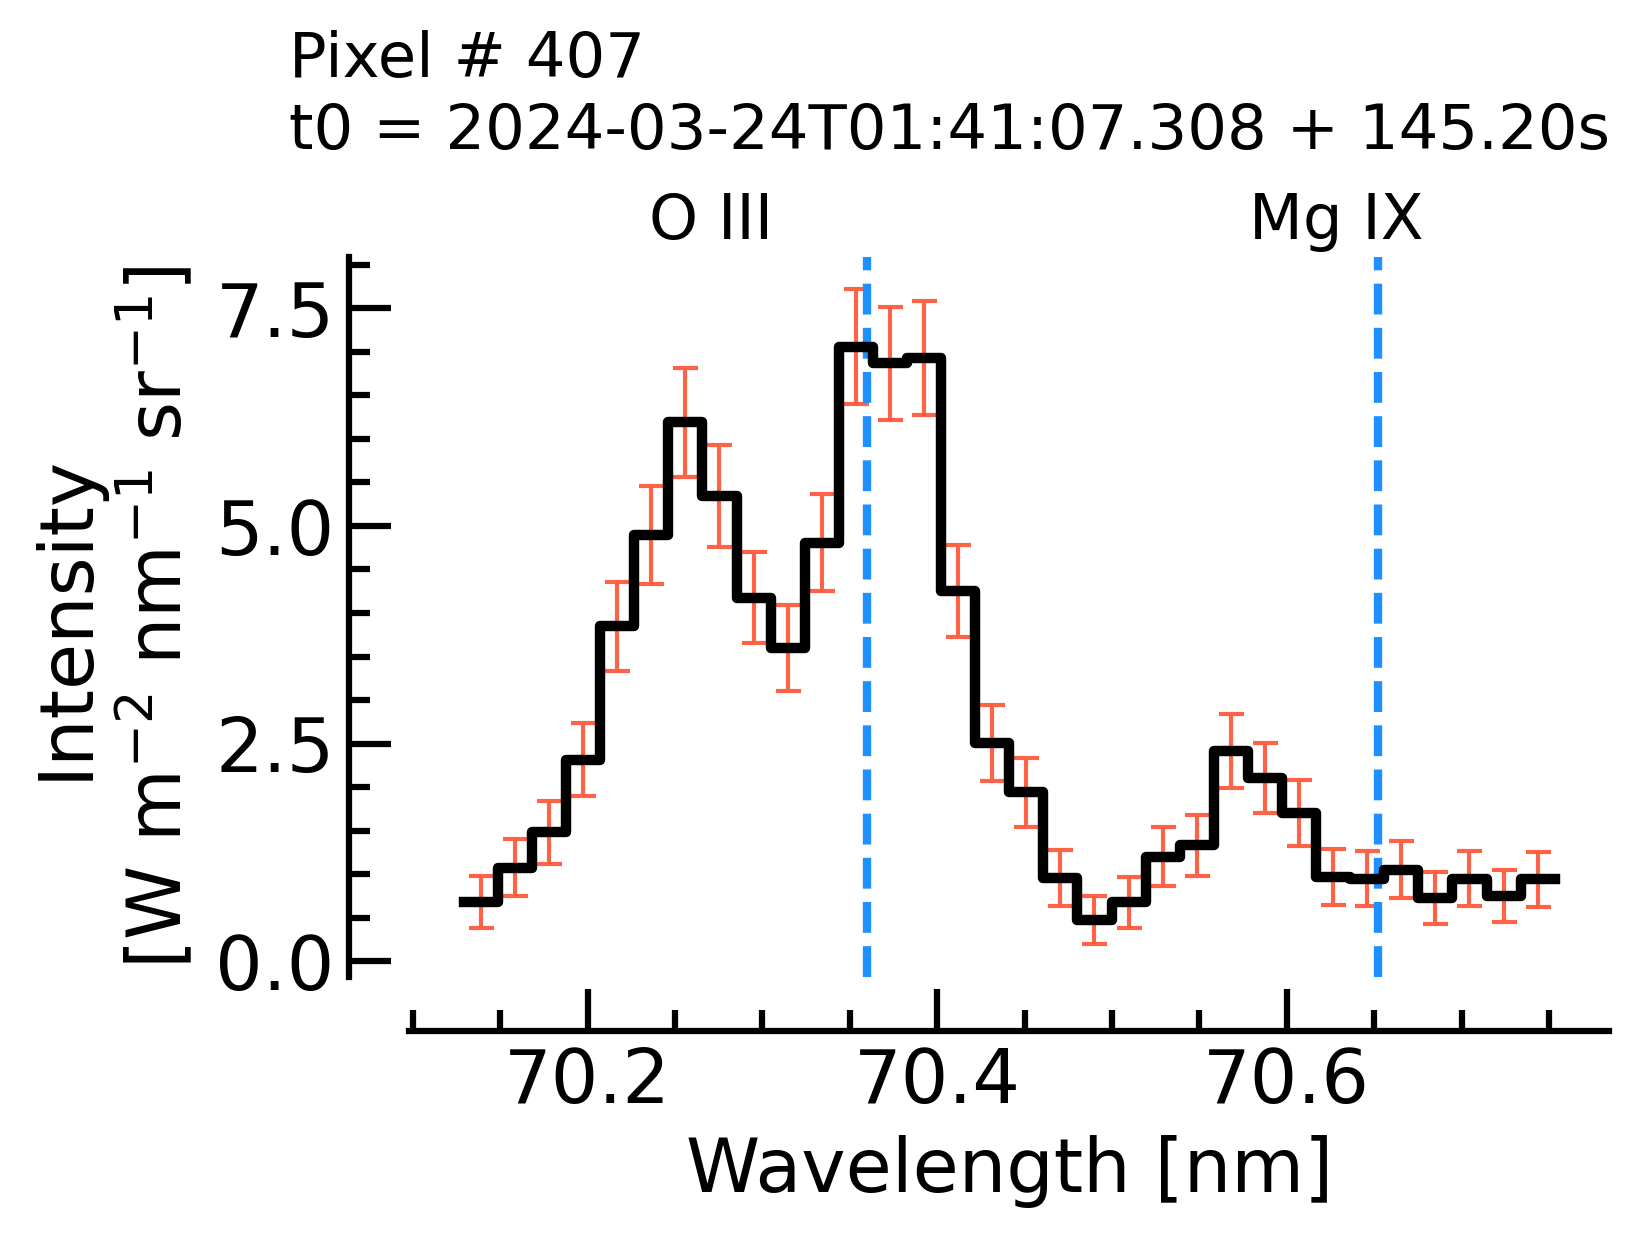 Pixel # 407
t0 = 2024-03-24T01:41:07.308 + 145.20s
O III
Mg IX
Intensity
[W m⁻² nm⁻¹ sr⁻¹]
7.5
5.0
2.5
0.0
70.2
70.4
70.6
Wavelength [nm]